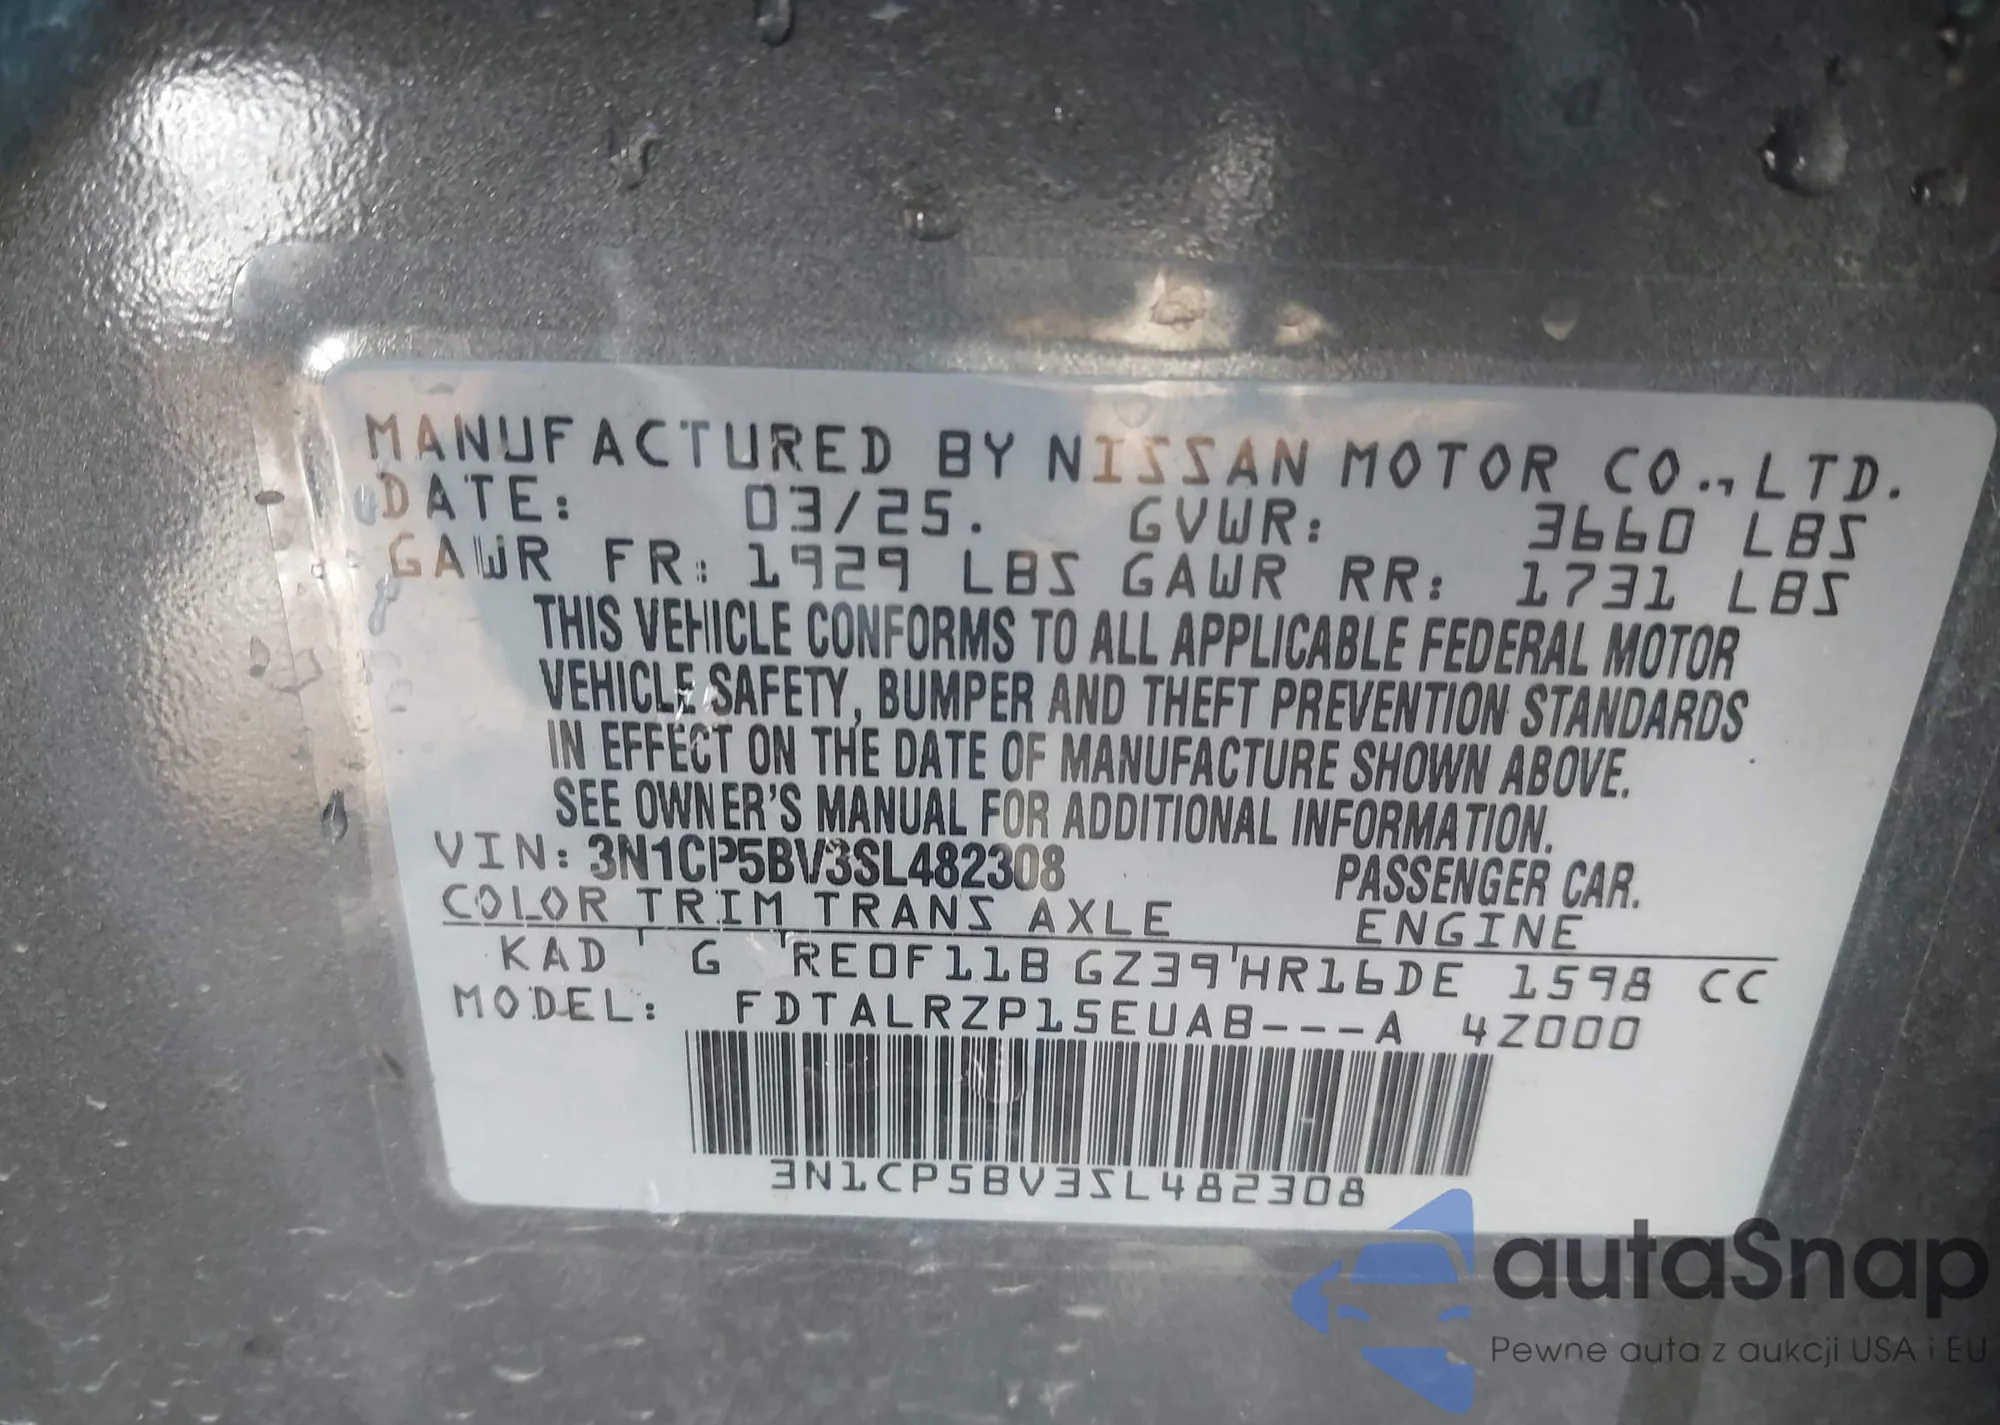 MANUFACTURED BY NISSAN MOTOR CO., LTD.
DATE: 03/25. GVWR: 3660 LBS
GAWR FR: 1929 LBS GAWR RR: 1731 LBS
THIS VEHICLE CONFORMS TO ALL APPLICABLE FEDERAL MOTOR
VEHICLE SAFETY, BUMPER AND THEFT PREVENTION STANDARDS
IN EFFECT ON THE DATE OF MANUFACTURE SHOWN ABOVE.
SEE OWNER'S MANUAL FOR ADDITIONAL INFORMATION.
VIN: 3N1CP5BV3SL482308 PASSENGER CAR.
COLOR TRIM TRANS AXLE ENGINE
KAD ' G ' RE0F11B GZ39 ' HR16DE 1598 CC
MODEL: FDTALRZP15EUAB---A 4Z000
3N1CP5BV3SL482308
autaSnap
Pewne auta z aukcji USA i EU